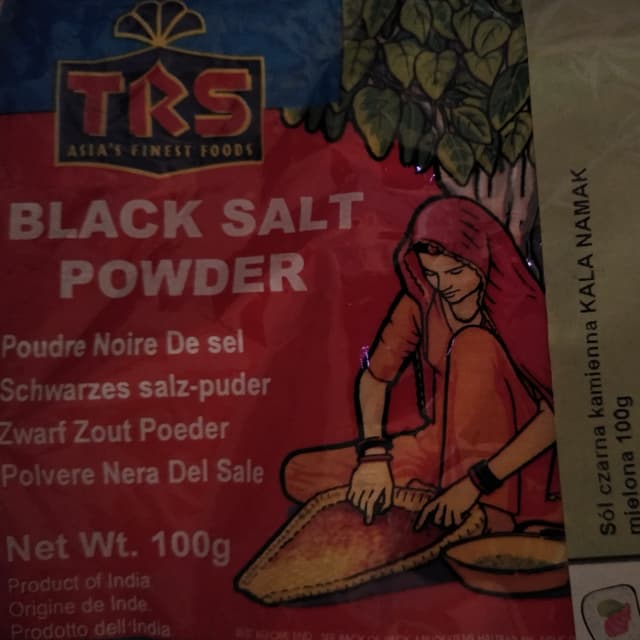 TRS
ASIA'S FINEST FOODS
BLACK SALT
POWDER
Poudre Noire De sel
Schwarzes salz-puder
Zwarf Zout Poeder
Polvere Nera Del Sale
Net Wt. 100g
Product of India
Origine de Inde
Prodotto dell'India
Sól czarna kamienna KALA NAMAK
mielona 100g